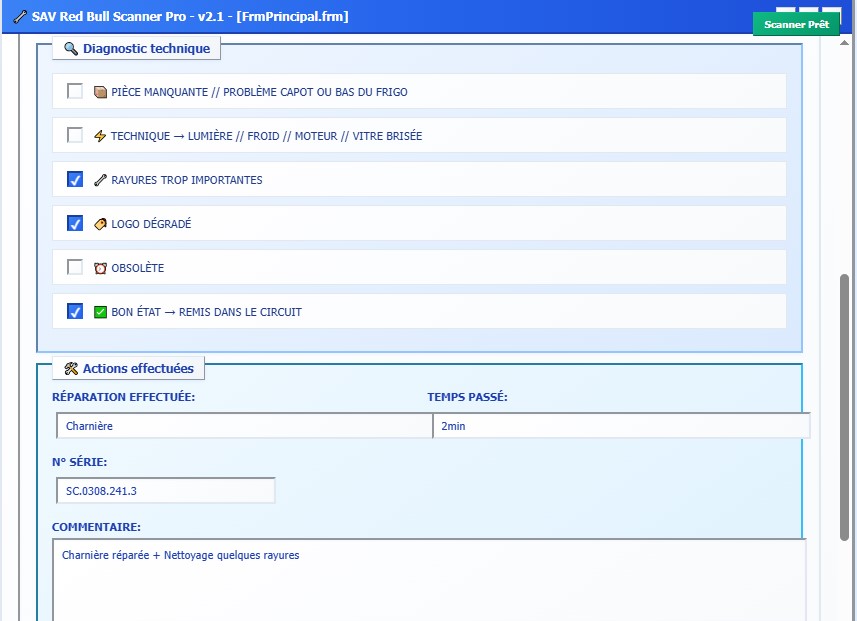 SAV Red Bull Scanner Pro - v2.1 - [FrmPrincipal.frm]
Scanner Prêt
Diagnostic technique
PIÈCE MANQUANTE // PROBLÈME CAPOT OU BAS DU FRIGO
TECHNIQUE → LUMIÈRE // FROID // MOTEUR // VITRE BRISÉE
RAYURES TROP IMPORTANTES
LOGO DÉGRADÉ
OBSOLÈTE
BON ÉTAT → REMIS DANS LE CIRCUIT
Actions effectuées
RÉPARATION EFFECTUÉE:
TEMPS PASSÉ:
Charnière
2min
N° SÉRIE:
SC.0308.241.3
COMMENTAIRE:
Charnière réparée + Nettoyage quelques rayures